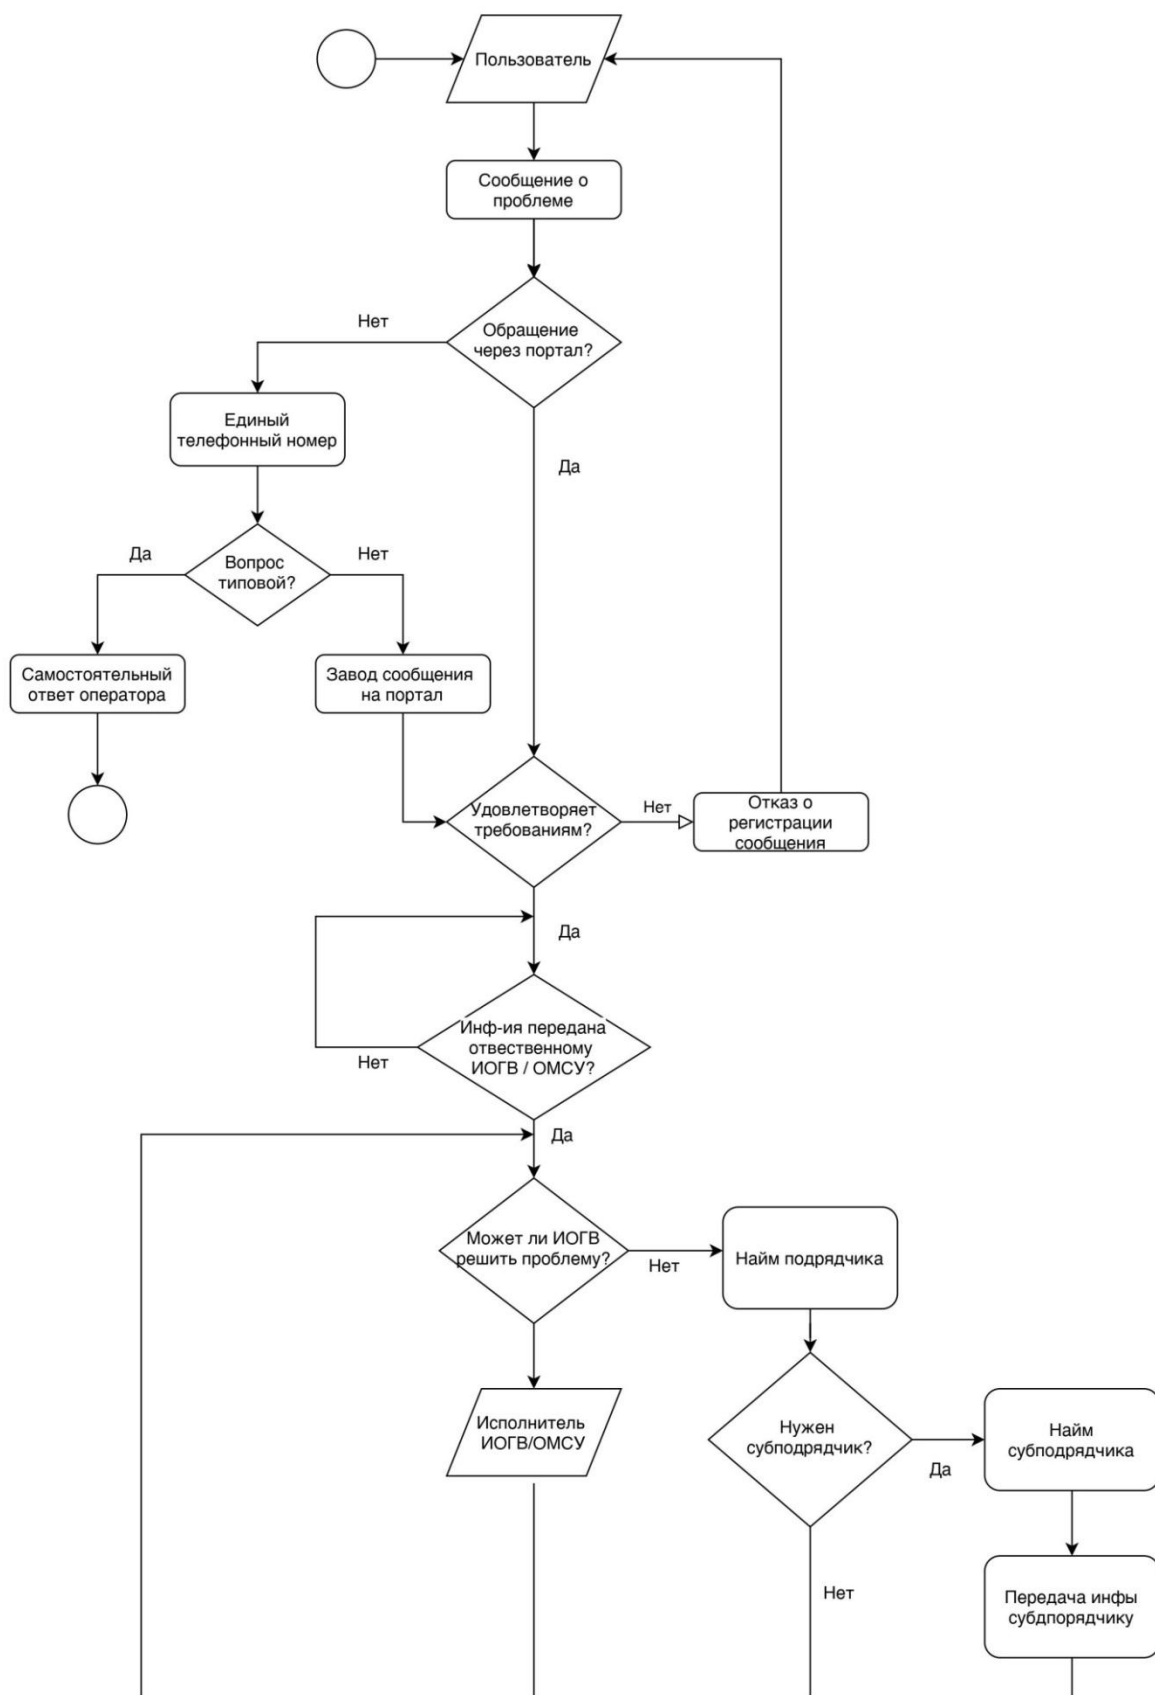 Пользователь
Сообщение о
проблеме
Нет
Обращение
через портал?
Единый
телефонный номер
Да
Да
Вопрос
типовой?
Нет
Самостоятельный
ответ оператора
Завод сообщения
на портал
Удовлетворяет
требованиям?
Нет
Отказ о
регистрации
сообщения
Да
Инф-ия передана
отвественному
ИОГВ / ОМСУ?
Нет
Да
Может ли ИОГВ
решить проблему?
Нет
Найм подрядчика
Исполнитель
ИОГВ/ОМСУ
Нужен
субподрядчик?
Да
Найм
субподрядчика
Нет
Передача инфы
субдпорядчику